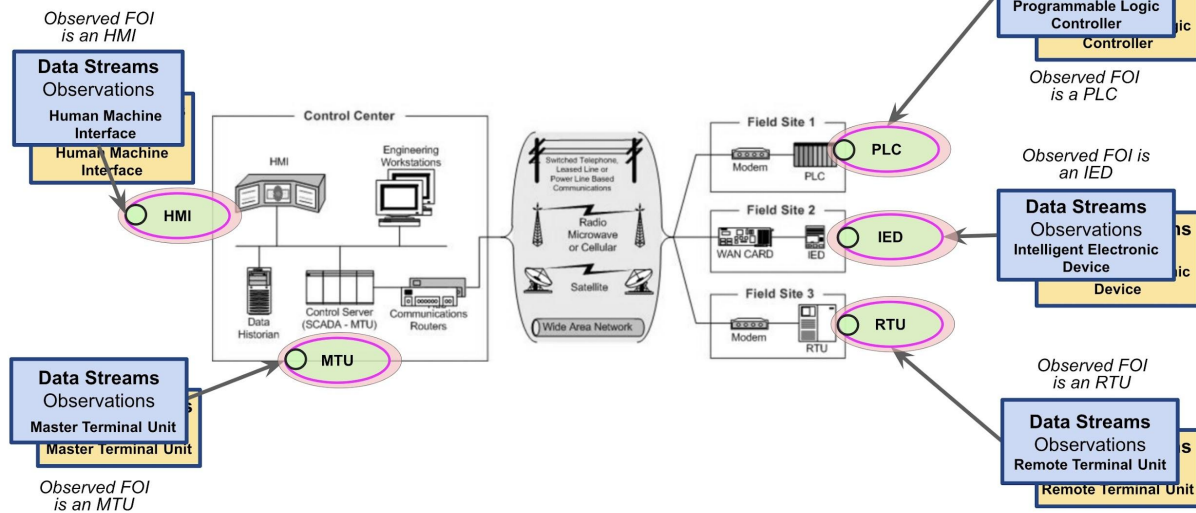 Observed FOI
is an HMI
Data Streams
Observations
Human Machine
Interface
Human Machine
Interface
HMI
Control Center
HMI
Engineering
Workstations
Data
Historian
Control Server
(SCADA - MTU)
Communications
Routers
MTU
Data Streams
Observations
Master Terminal Unit
s
Master Terminal Unit
Observed FOI
is an MTU
Switched Telephone,
Leased Line or
Power Line Based
Communications
Radio
Microwave
or Cellular
Satellite
Wide Area Network
Field Site 1
Modem
PLC
PLC
Field Site 2
WAN CARD
IED
IED
Field Site 3
Modem
RTU
RTU
Programmable Logic
Controller
gic
Controller
Observed FOI
is a PLC
Observed FOI is
an IED
Data Streams
Observations
Intelligent Electronic
Device
ns
nic
Device
Observed FOI
is an RTU
Data Streams
Observations
Remote Terminal Unit
s
Remote Terminal Unit